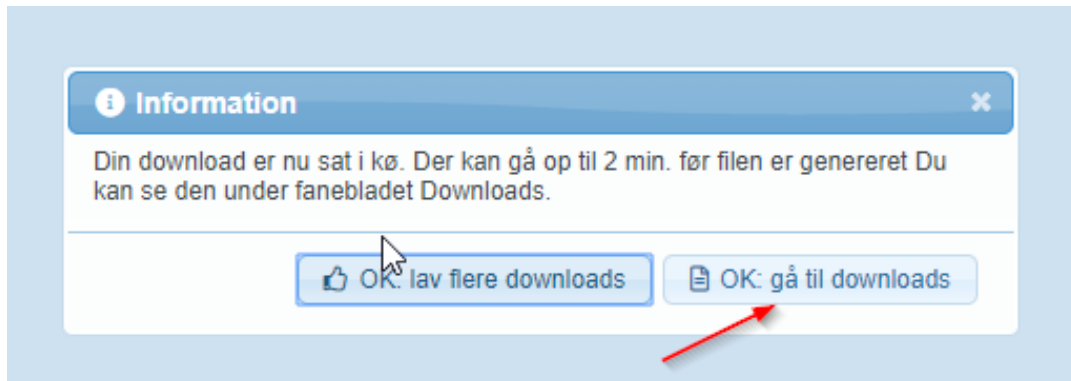 Information
Din download er nu sat i kø. Der kan gå op til 2 min. før filen er genereret Du
kan se den under fanebladet Downloads.
OK: lav flere downloads OK: gå til downloads